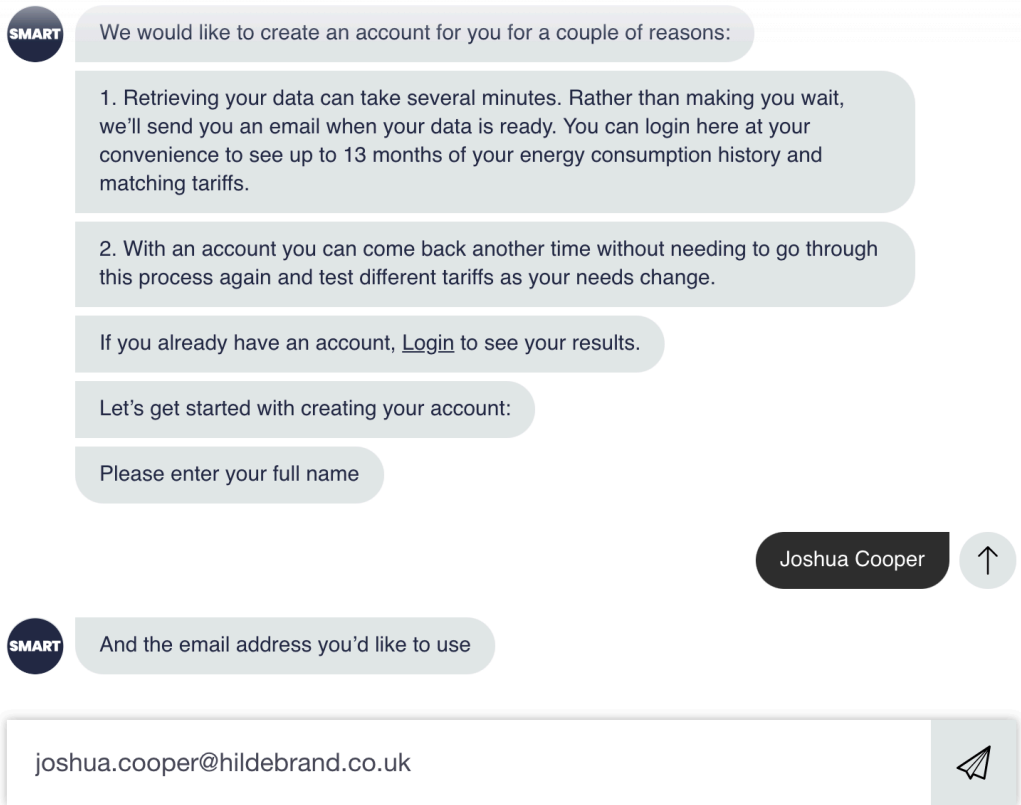 SMART
We would like to create an account for you for a couple of reasons:
1. Retrieving your data can take several minutes. Rather than making you wait,
we’ll send you an email when your data is ready. You can login here at your
convenience to see up to 13 months of your energy consumption history and
matching tariffs.
2. With an account you can come back another time without needing to go through
this process again and test different tariffs as your needs change.
If you already have an account, Login to see your results.
Let’s get started with creating your account:
Please enter your full name
Joshua Cooper
SMART
And the email address you’d like to use
joshua.cooper@hildebrand.co.uk